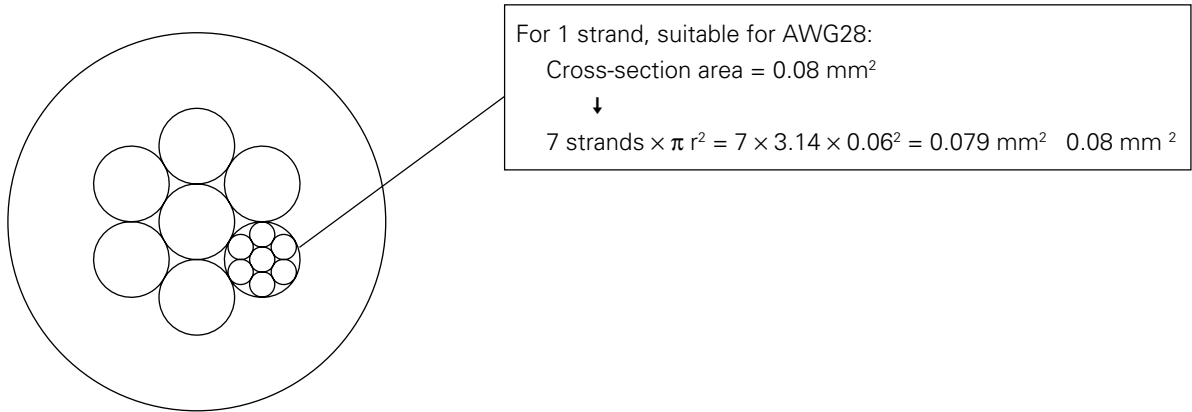 For 1 strand, suitable for AWG28:
Cross-section area = 0.08 mm²
↓
7 strands × π r² = 7 × 3.14 × 0.06² = 0.079 mm² 0.08 mm ²